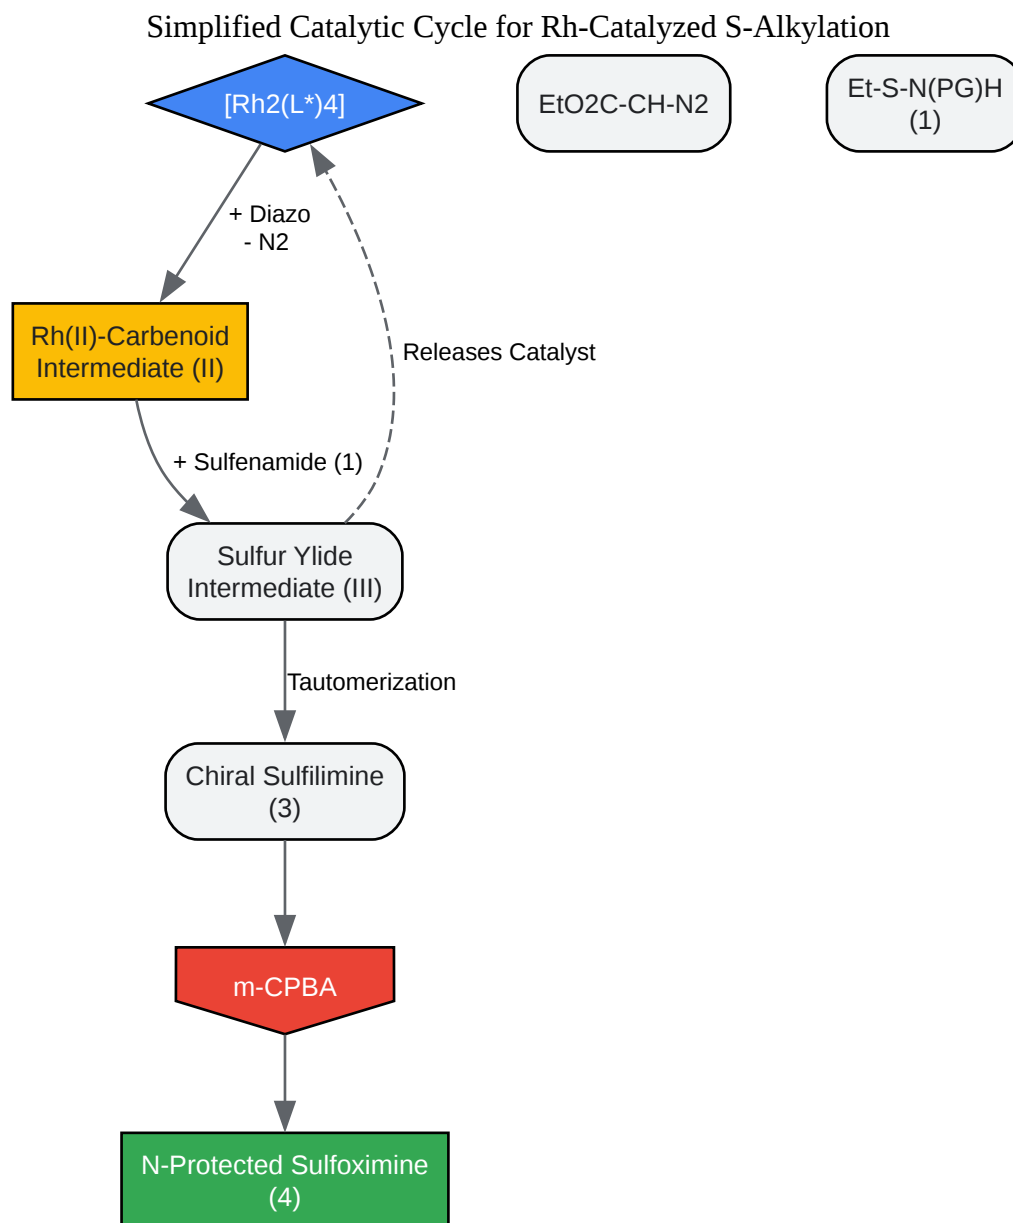 Simplified Catalytic Cycle for Rh-Catalyzed S-Alkylation
[Rh2(L*)4]
EtO2C-CH-N2
Et-S-N(PG)H
(1)
+ Diazo
- N2
Rh(II)-Carbenoid
Intermediate (II)
Releases Catalyst
+ Sulfenamide (1)
Sulfur Ylide
Intermediate (III)
Tautomerization
Chiral Sulfilimine
(3)
m-CPBA
N-Protected Sulfoximine
(4)